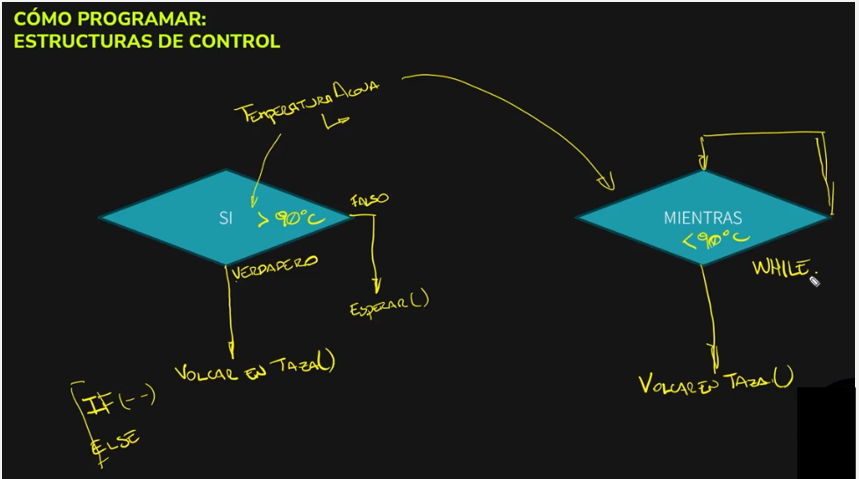 CÓMO PROGRAMAR:
ESTRUCTURAS DE CONTROL
TEMPERATURA AGUA
SI > 90°C
FALSO
VERDADERO
ESPERAR()
VOLCAR EN TAZA()
IF (--)
ELSE
MIENTRAS
< 90°C
WHILE.
VOLCAR EN TAZA()